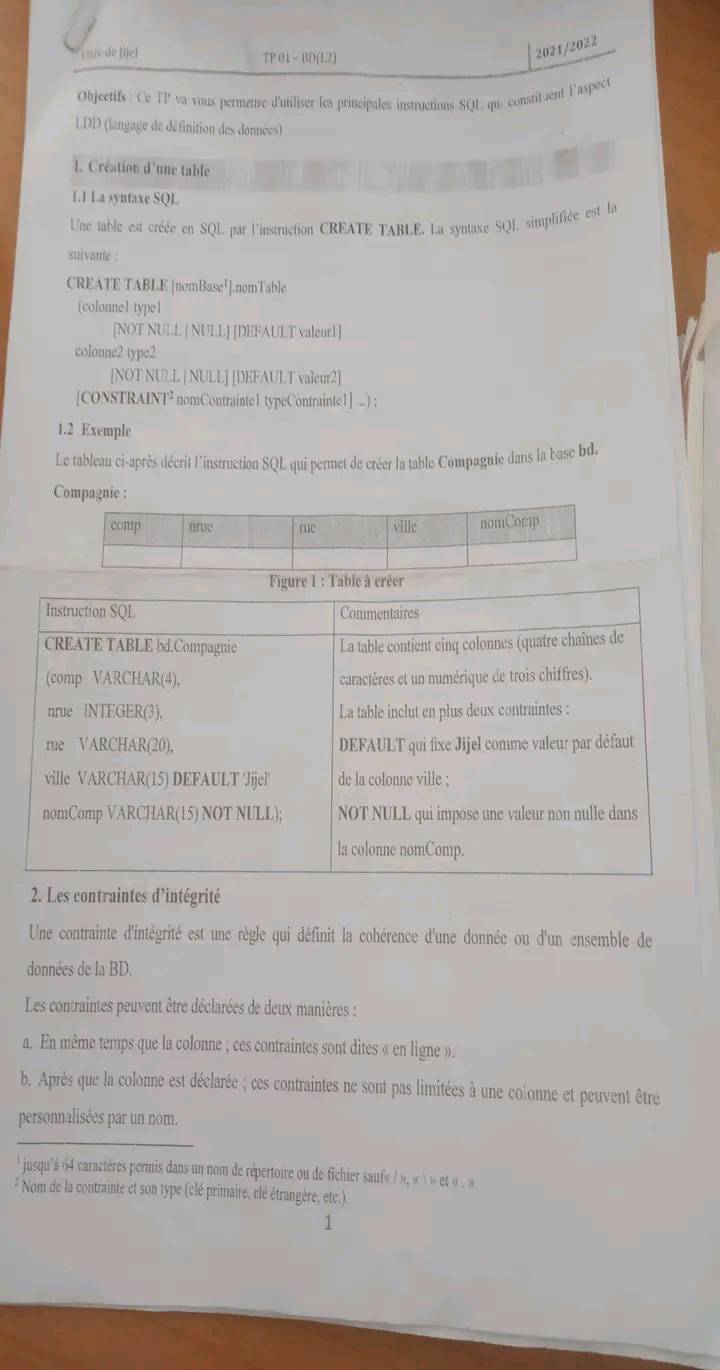 Univ de Jijel
TP 01 - BD(L2)
2021/2022
Objectifs : Ce TP va vous permettre d'utiliser les principales instructions SQL qui constituent l'aspect
LDD (langage de définition des données)
1. Création d'une table
1.1 La syntaxe SQL
Une table est créée en SQL par l'instruction CREATE TABLE. La syntaxe SQL simplifiée est la
suivante :
CREATE TABLE [nomBase¹].nomTable
(colonne1 type1
[NOT NULL | NULL] [DEFAULT valeur1]
colonne2 type2
[NOT NULL | NULL] [DEFAULT valeur2]
[CONSTRAINT² nomContrainte1 typeContrainte1] ...) ;
1.2 Exemple
Le tableau ci-après décrit l'instruction SQL qui permet de créer la table Compagnie dans la base bd.
Compagnie :
comp nrue rue ville nomComp
Figure 1 : Table à créer
Instruction SQL
Commentaires
CREATE TABLE bd.Compagnie
(comp VARCHAR(4),
nrue INTEGER(3),
rue VARCHAR(20),
ville VARCHAR(15) DEFAULT 'Jijel'
nomComp VARCHAR(15) NOT NULL);
La table contient cinq colonnes (quatre chaînes de
caractères et un numérique de trois chiffres).
La table inclut en plus deux contraintes :
DEFAULT qui fixe Jijel comme valeur par défaut
de la colonne ville ;
NOT NULL qui impose une valeur non nulle dans
la colonne nomComp.
2. Les contraintes d'intégrité
Une contrainte d'intégrité est une règle qui définit la cohérence d'une donnée ou d'un ensemble de
données de la BD.
Les contraintes peuvent être déclarées de deux manières :
a. En même temps que la colonne ; ces contraintes sont dites « en ligne ».
b. Après que la colonne est déclarée ; ces contraintes ne sont pas limitées à une colonne et peuvent être
personnalisées par un nom.
¹ jusqu'à 64 caractères permis dans un nom de répertoire ou de fichier sauf« / », « \ » et « . »
² Nom de la contrainte et son type (clé primaire, clé étrangère, etc.).
1